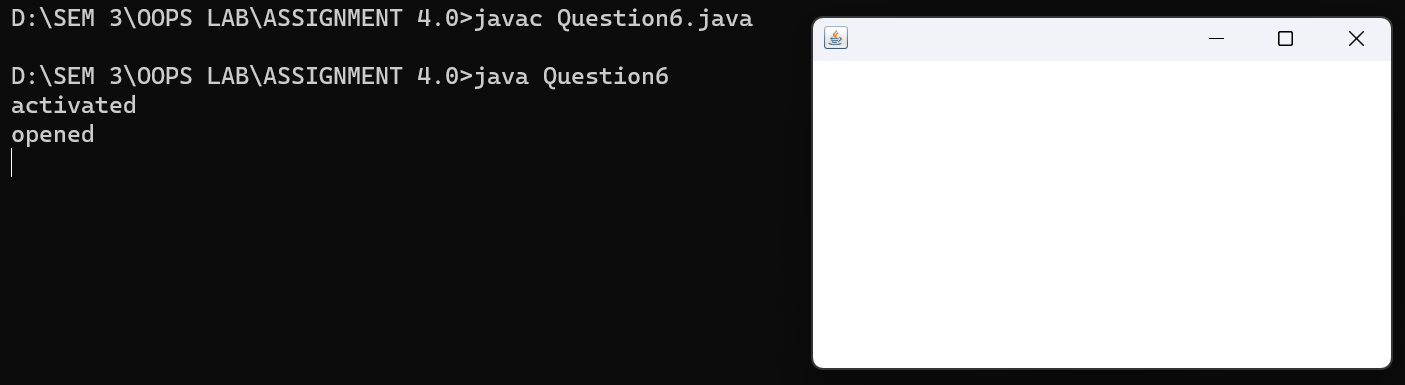 D:\SEM 3\OOPS LAB\ASSIGNMENT 4.0>javac Question6.java
D:\SEM 3\OOPS LAB\ASSIGNMENT 4.0>java Question6
activated
opened